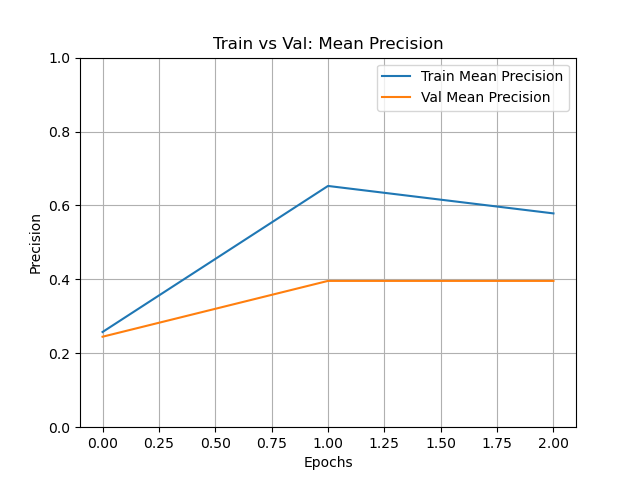 Train vs Val: Mean Precision
Train Mean Precision
Val Mean Precision
Precision
1.0
0.8
0.6
0.4
0.2
0.0
0.00 0.25 0.50 0.75 1.00 1.25 1.50 1.75 2.00
Epochs